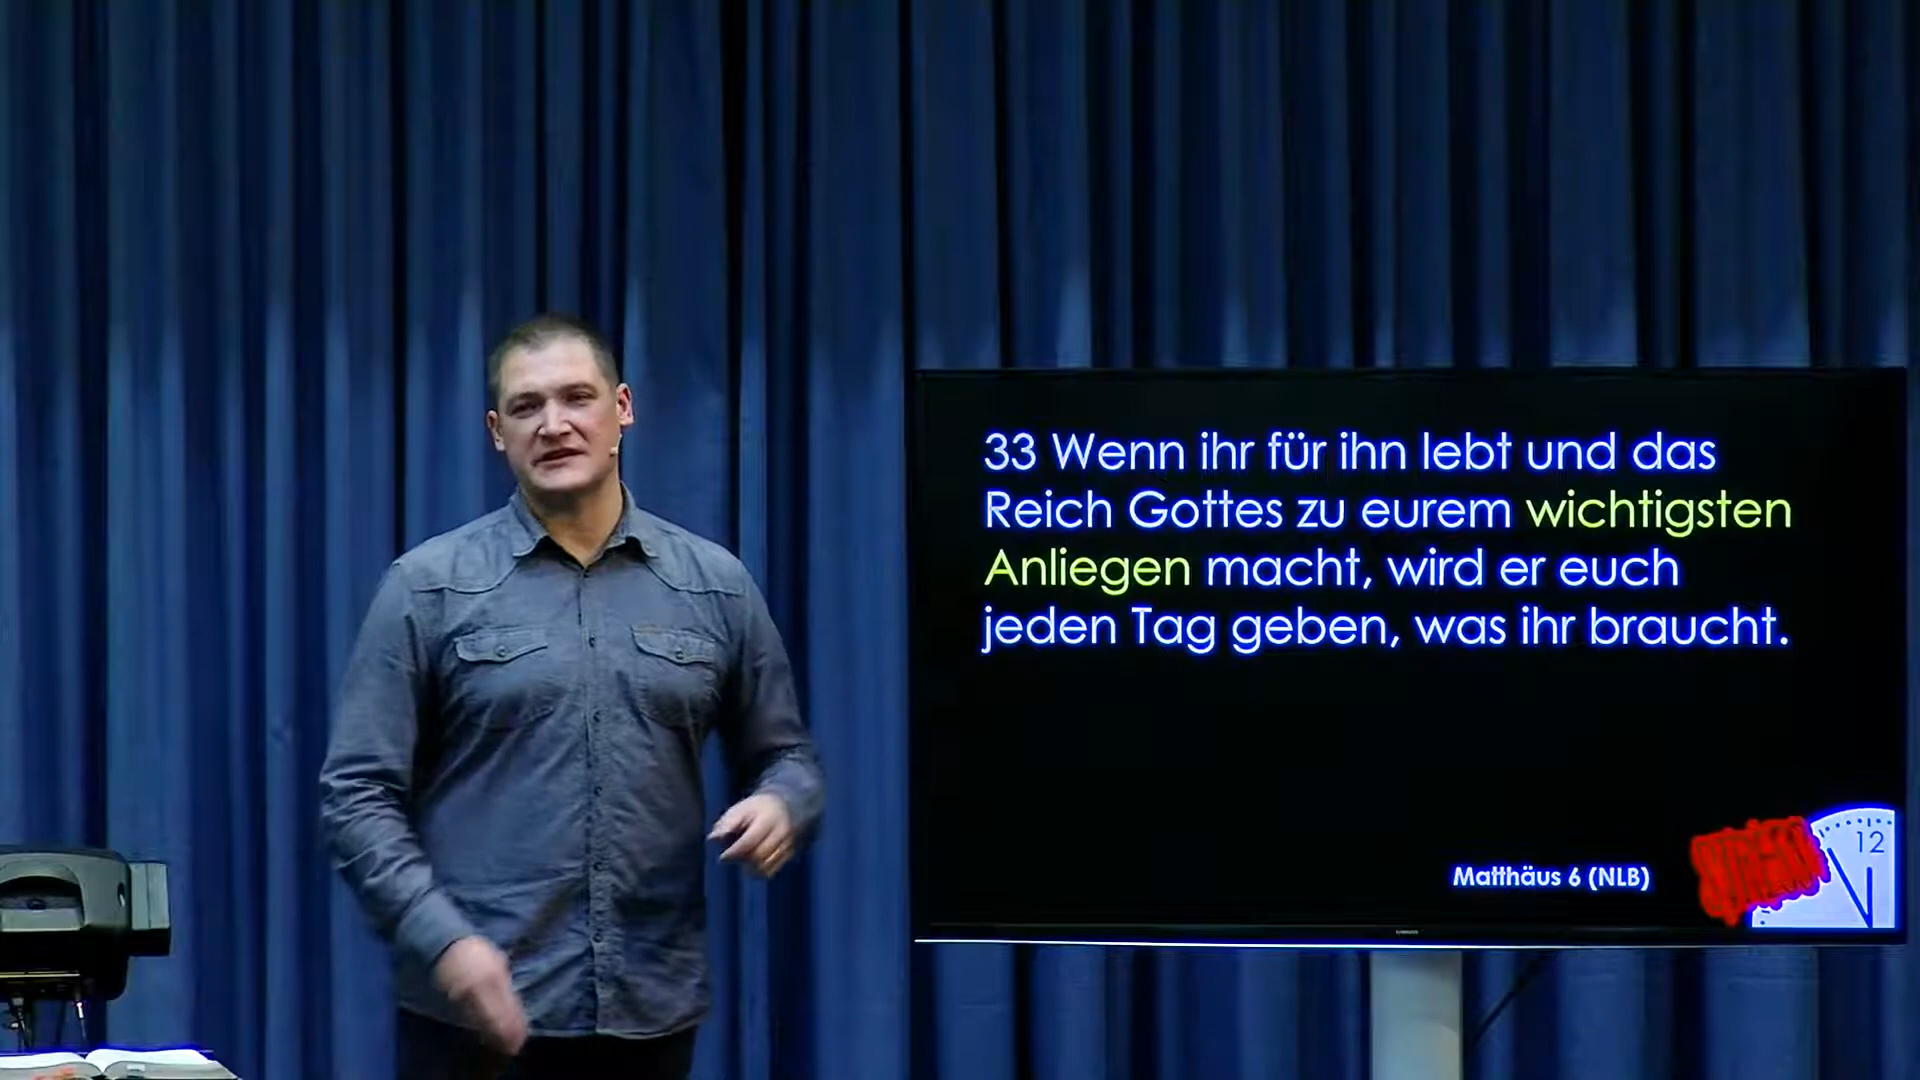 33 Wenn ihr für ihn lebt und das
Reich Gottes zu eurem wichtigsten
Anliegen macht, wird er euch
jeden Tag geben, was ihr braucht.
Matthäus 6 (NLB)
12